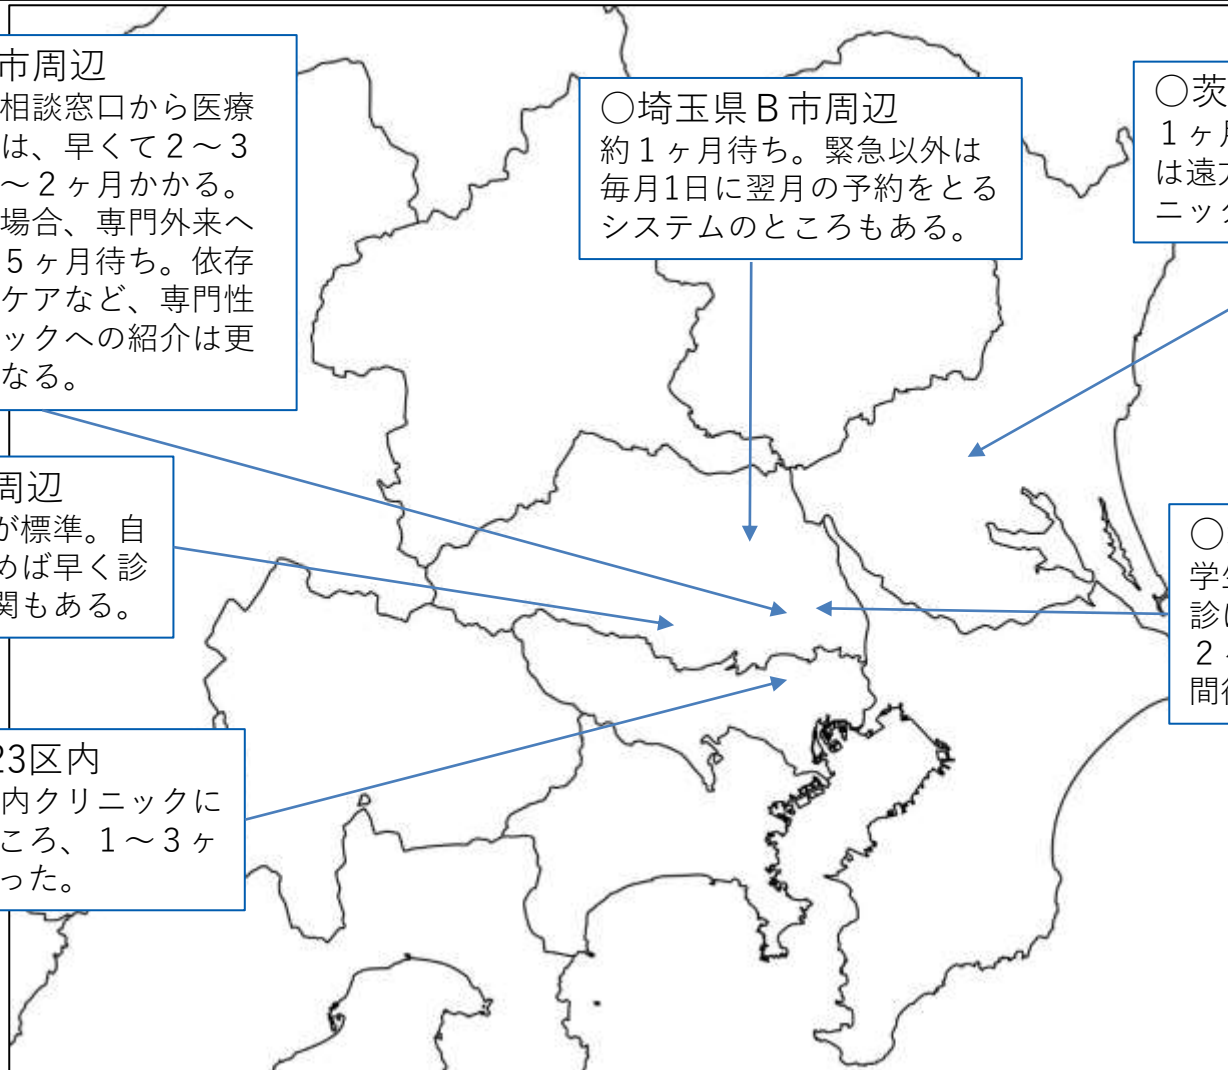 市周辺
相談窓口から医療
は、早くて２～３
～２ヶ月かかる。
場合、専門外来へ
５ヶ月待ち。依存
ケアなど、専門性
ックへの紹介は更
なる。
○埼玉県Ｂ市周辺
約１ヶ月待ち。緊急以外は
毎月1日に翌月の予約をとる
システムのところもある。
○茨
１ヶ月
は遠方
ニック
周辺
が標準。自
めば早く診
関もある。
○
学生
診に
２ヶ
間待
23区内
内クリニックに
ころ、１～３ヶ
った。